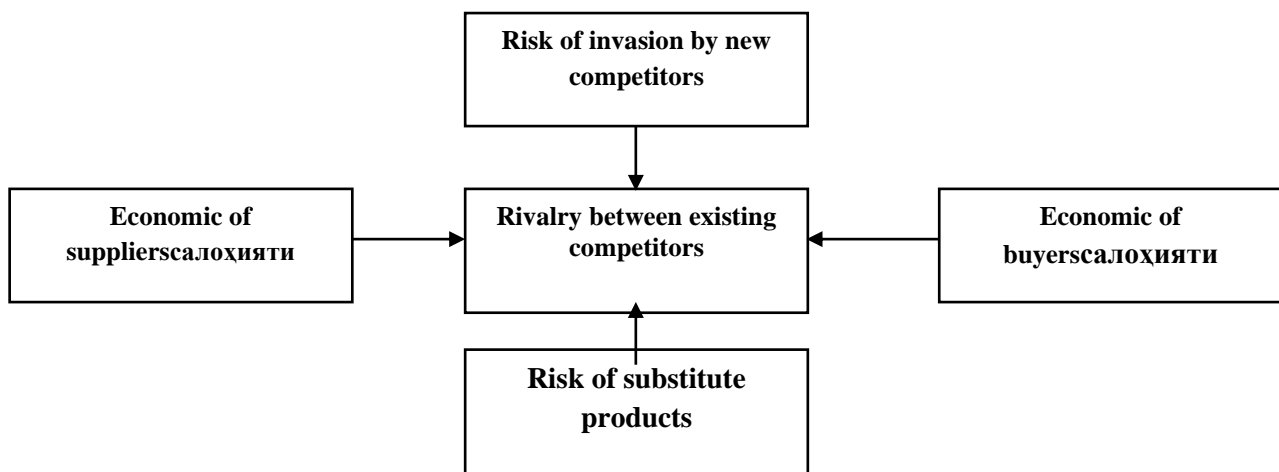 Risk of invasion by new
competitors
Economic of
suppliersсалоҳияти
Rivalry between existing
competitors
Economic of
buyersсалоҳияти
Risk of substitute
products